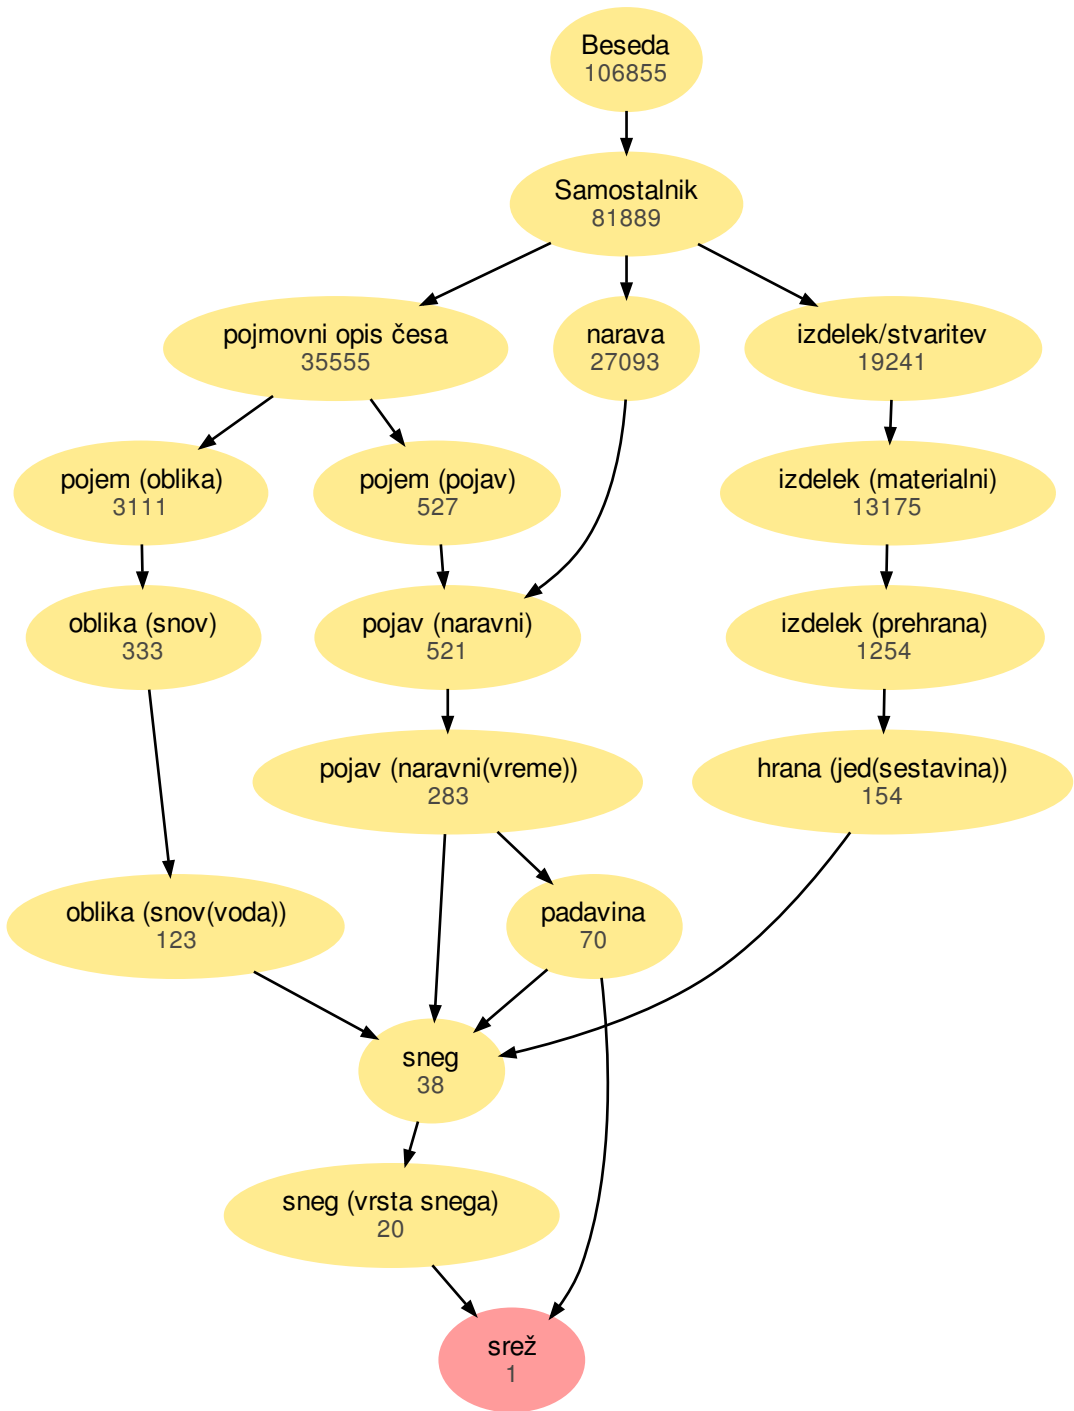 Beseda
106855
Samostalnik
81889
pojmovni opis česa
35555
narava
27093
izdelek/stvaritev
19241
pojem (oblika)
3111
pojem (pojav)
527
izdelek (materialni)
13175
oblika (snov)
333
pojav (naravni)
521
izdelek (prehrana)
1254
pojav (naravni(vreme))
283
hrana (jed(sestavina))
154
oblika (snov(voda))
123
padavina
70
sneg
38
sneg (vrsta snega)
20
srež
1